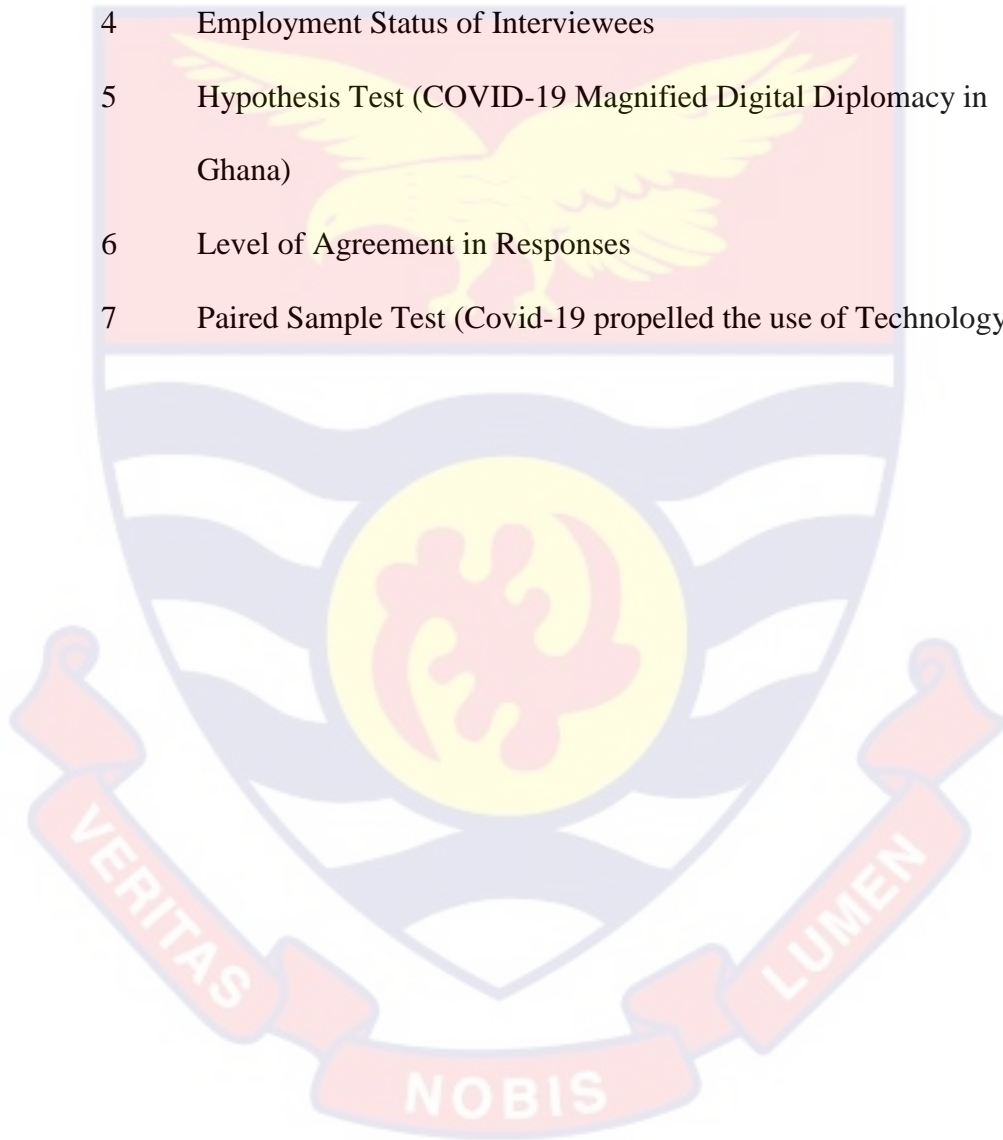 4 Employment Status of Interviewees
5 Hypothesis Test (COVID-19 Magnified Digital Diplomacy in
Ghana)
6 Level of Agreement in Responses
7 Paired Sample Test (Covid-19 propelled the use of Technology
VERITAS
NOBIS
LUMEN